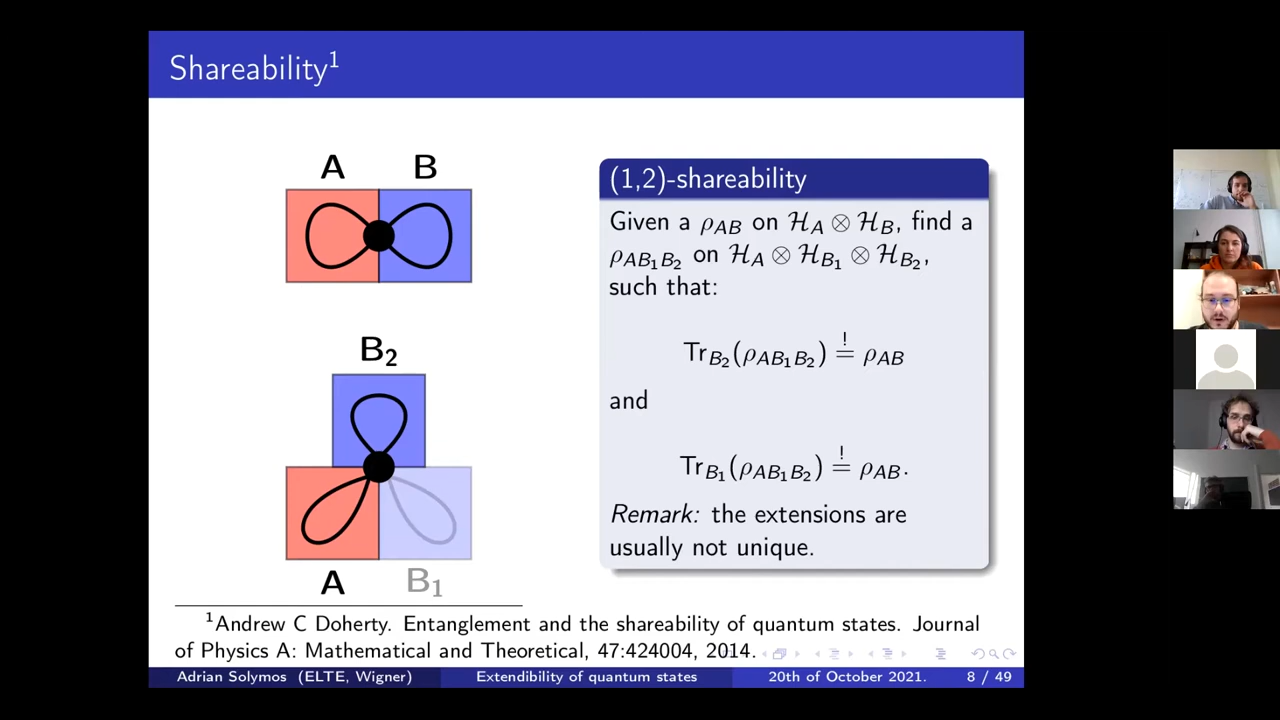 Shareability¹
A B
B₂
A B₁
(1,2)-shareability
Given a ρ_AB on ℋ_A ⊗ ℋ_B, find a
ρ_AB₁B₂ on ℋ_A ⊗ ℋ_B₁ ⊗ ℋ_B₂,
such that:
Tr_B₂(ρ_AB₁B₂) =! ρ_AB
and
Tr_B₁(ρ_AB₁B₂) =! ρ_AB.
Remark: the extensions are
usually not unique.
¹Andrew C Doherty. Entanglement and the shareability of quantum states. Journal
of Physics A: Mathematical and Theoretical, 47:424004, 2014.
Adrian Solymos (ELTE, Wigner) Extendibility of quantum states 20th of October 2021. 8 / 49